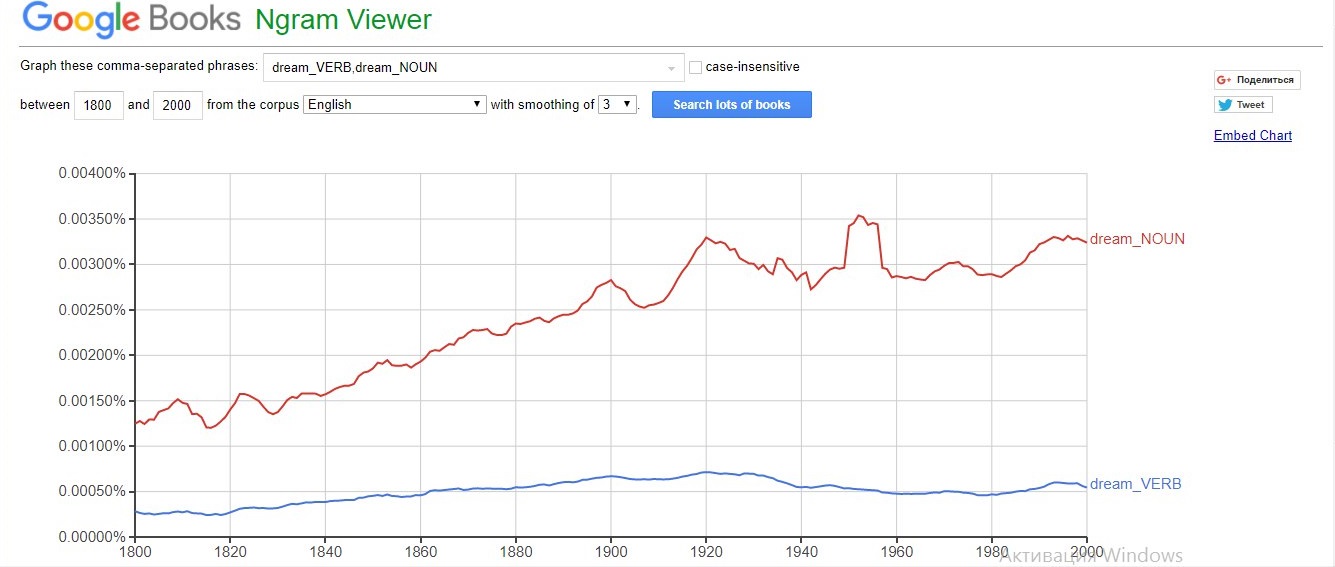 Google Books Ngram Viewer
Graph these comma-separated phrases: dream_VERB,dream_NOUN case-insensitive
between 1800 and 2000 from the corpus English with smoothing of 3 . Search lots of books
G+ Поделиться
Tweet
Embed Chart
0.00400%
0.00350%
dream_NOUN
0.00300%
0.00250%
0.00200%
0.00150%
0.00100%
0.00050%
dream_VERB
0.00000%
1800 1820 1840 1860 1880 1900 1920 1940 1960 1980 2000
Активация Windows